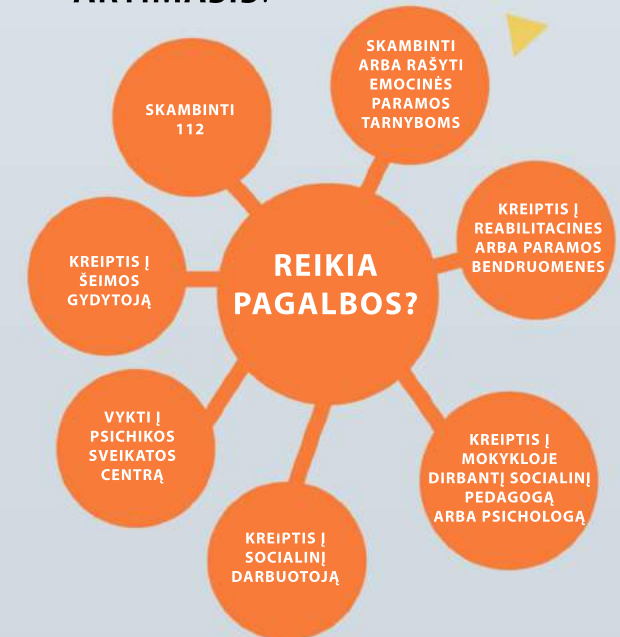 SKAMBINTI
112
SKAMBINTI
ARBA RAŠYTI
EMOCINĖS
PARAMOS
TARNYBOMS
KREIPTIS Į
REABILITACINES
ARBA PARAMOS
BENDRUOMENES
REIKIA
PAGALBOS?
KREIPTIS Į
ŠEIMOS
GYDYTOJĄ
VYKTI Į
PSICHIKOS
SVEIKATOS
CENTRĄ
KREIPTIS Į
MOKYKLOJE
DIRBANTĮ SOCIALINĮ
PEDAGOGĄ
ARBA PSICHOLOGĄ
KREIPTIS Į
SOCIALINĮ
DARBUOTOJĄ